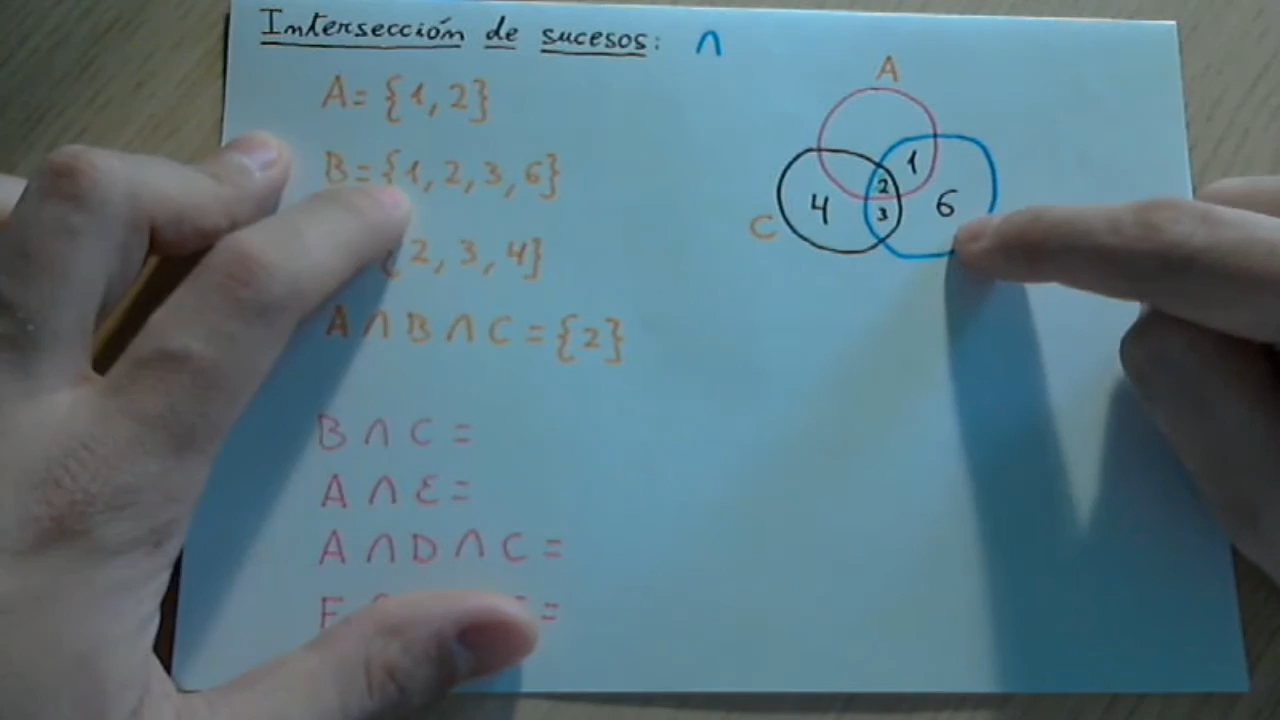 Intersección de sucesos: ∩
A = {1, 2}
B = {1, 2, 3, 6}
{2, 3, 4}
A ∩ B ∩ C = {2}
B ∩ C =
A ∩ Ɛ =
A ∩ D ∩ C =
=
A
1
2
4
6
3
C